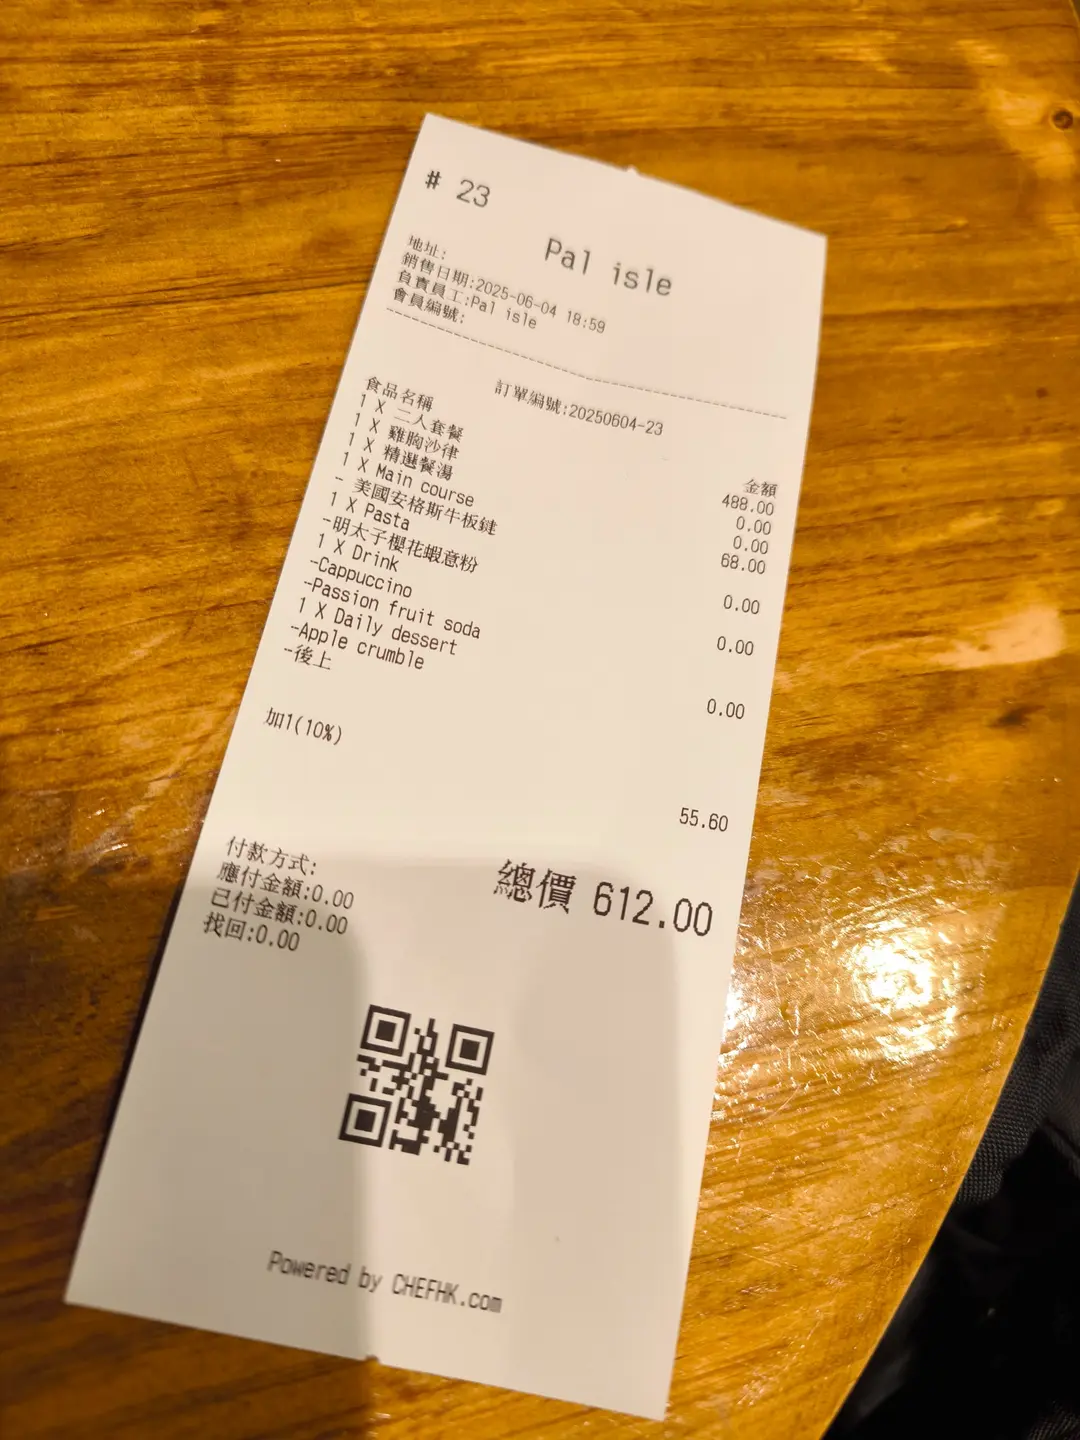 # 23
Pal isle
地址:
銷售日期:2025-06-04 18:59
負責員工:Pal isle
會員編號:
訂單編號:20250604-23
食品名稱 金額
1 X 二人套餐 488.00
1 X 雞胸沙律 0.00
1 X 精選餐湯 0.00
1 X Main course 68.00
- 美國安格斯牛板鍵
1 X Pasta 0.00
-明太子櫻花蝦意粉
1 X Drink 0.00
-Cappuccino
-Passion fruit soda
1 X Daily dessert 0.00
-Apple crumble
-後上
加1(10%) 55.60
總價 612.00
付款方式:
應付金額:0.00
已付金額:0.00
找回:0.00
Powered by CHEFHK.com